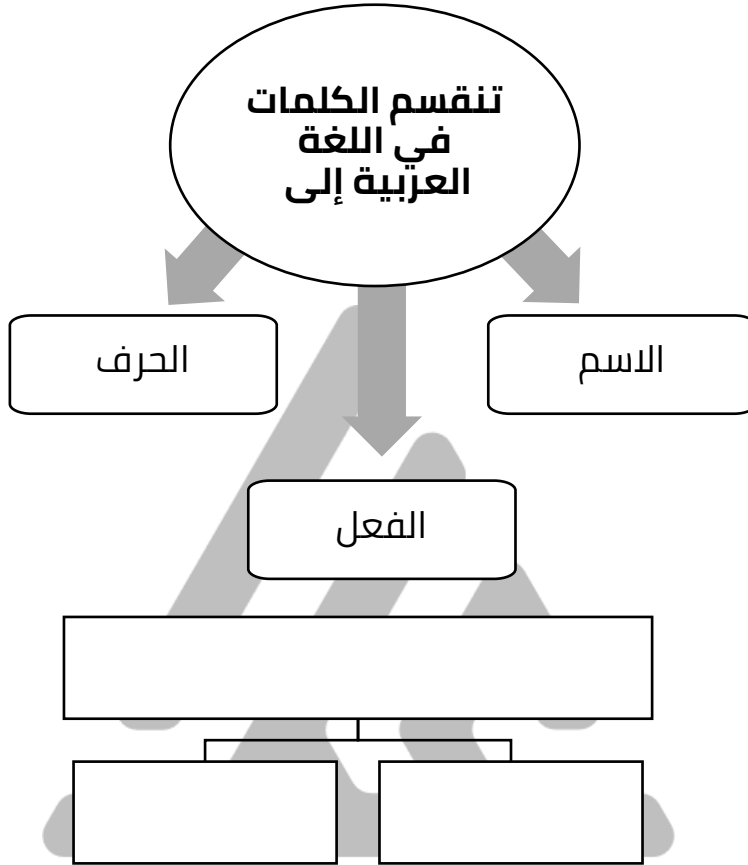 تنقسم الكلمات
في اللغة
العربية إلى
الاسم
الحرف
الفعل